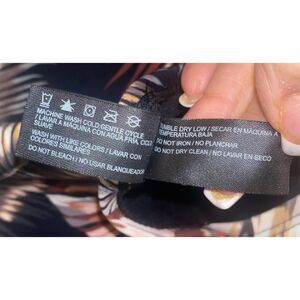 MACHINE WASH COLD/GENTLE CYCLE
/ LAVAR A MÁQUINA CON AGUA FRIA, CICLO
SUAVE
WASH WITH LIKE COLORS / LAVAR CON
COLORES SIMILARES
DO NOT BLEACH / NO USAR BLANQUEADOR
DRY LOW / SECAR EN MÁQUINA A
TEMPERATURA BAJA
DO NOT IRON / NO PLANCHAR
DO NOT DRY CLEAN / NO LAVAR EN SECO